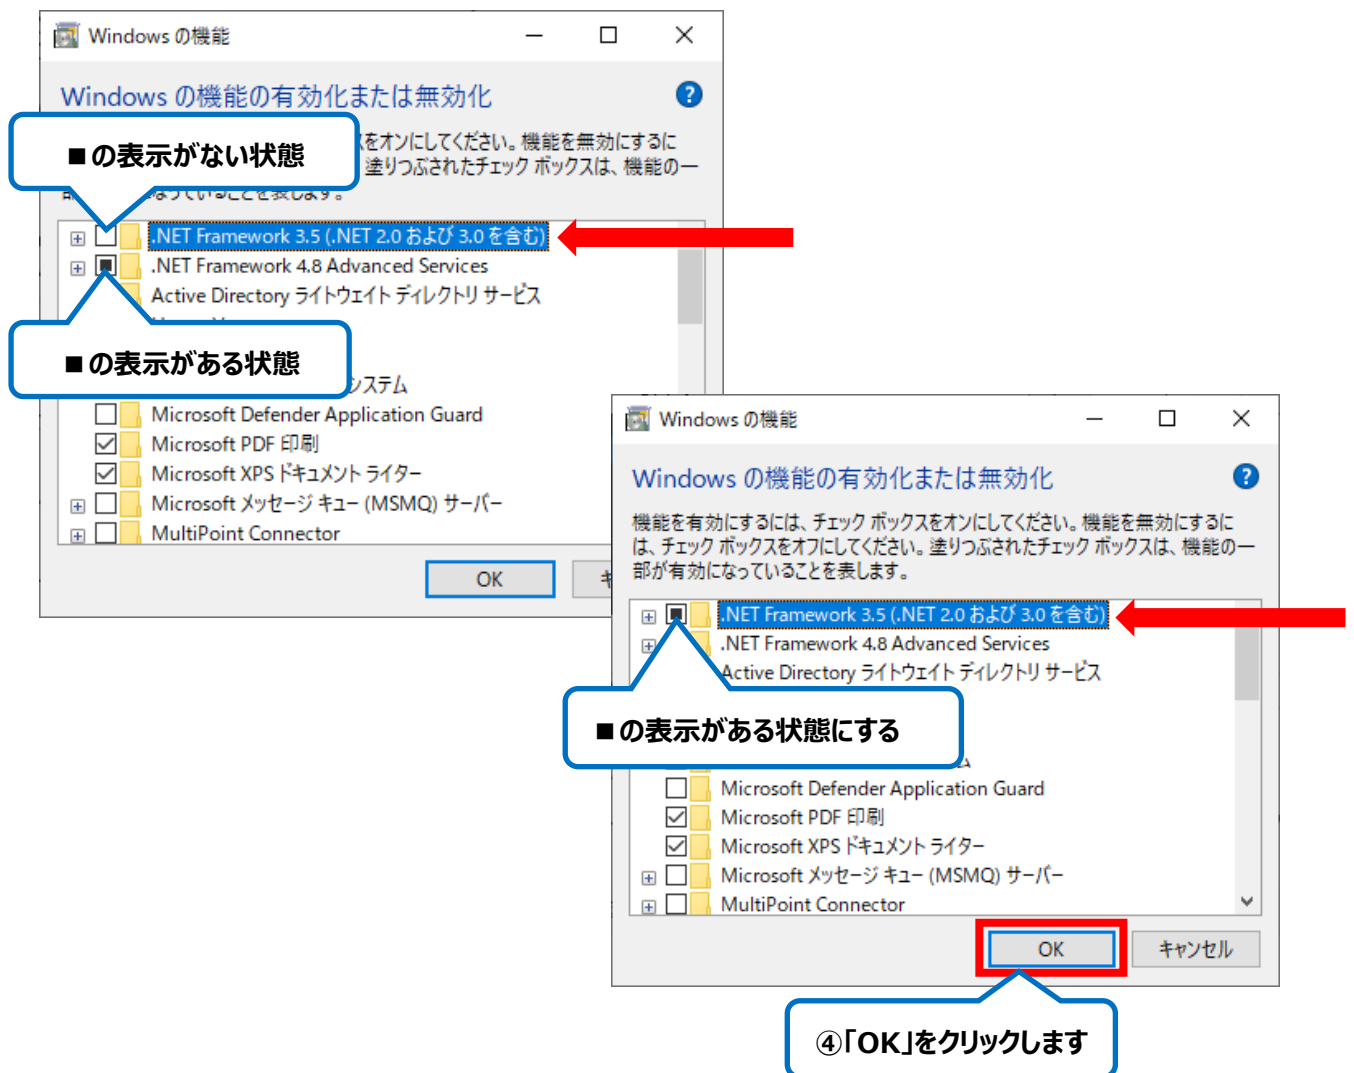 Windows の機能
Windows の機能の有効化または無効化
■の表示がない状態
をオンにしてください。機能を無効にするに
塗りつぶされたチェック ボックスは、機能の一
なっていることを表します。
.NET Framework 3.5 (.NET 2.0 および 3.0 を含む)
.NET Framework 4.8 Advanced Services
Active Directory ライトウェイト ディレクトリ サービス
■の表示がある状態
システム
Microsoft Defender Application Guard
Microsoft PDF 印刷
Microsoft XPS ドキュメント ライター
Microsoft メッセージ キュー (MSMQ) サーバー
MultiPoint Connector
OK
Windows の機能
Windows の機能の有効化または無効化
機能を有効にするには、チェック ボックスをオンにしてください。機能を無効にするに
は、チェック ボックスをオフにしてください。塗りつぶされたチェック ボックスは、機能の一
部が有効になっていることを表します。
.NET Framework 3.5 (.NET 2.0 および 3.0 を含む)
.NET Framework 4.8 Advanced Services
Active Directory ライトウェイト ディレクトリ サービス
■の表示がある状態にする
Microsoft Defender Application Guard
Microsoft PDF 印刷
Microsoft XPS ドキュメント ライター
Microsoft メッセージ キュー (MSMQ) サーバー
MultiPoint Connector
OK
キャンセル
④「OK」をクリックします